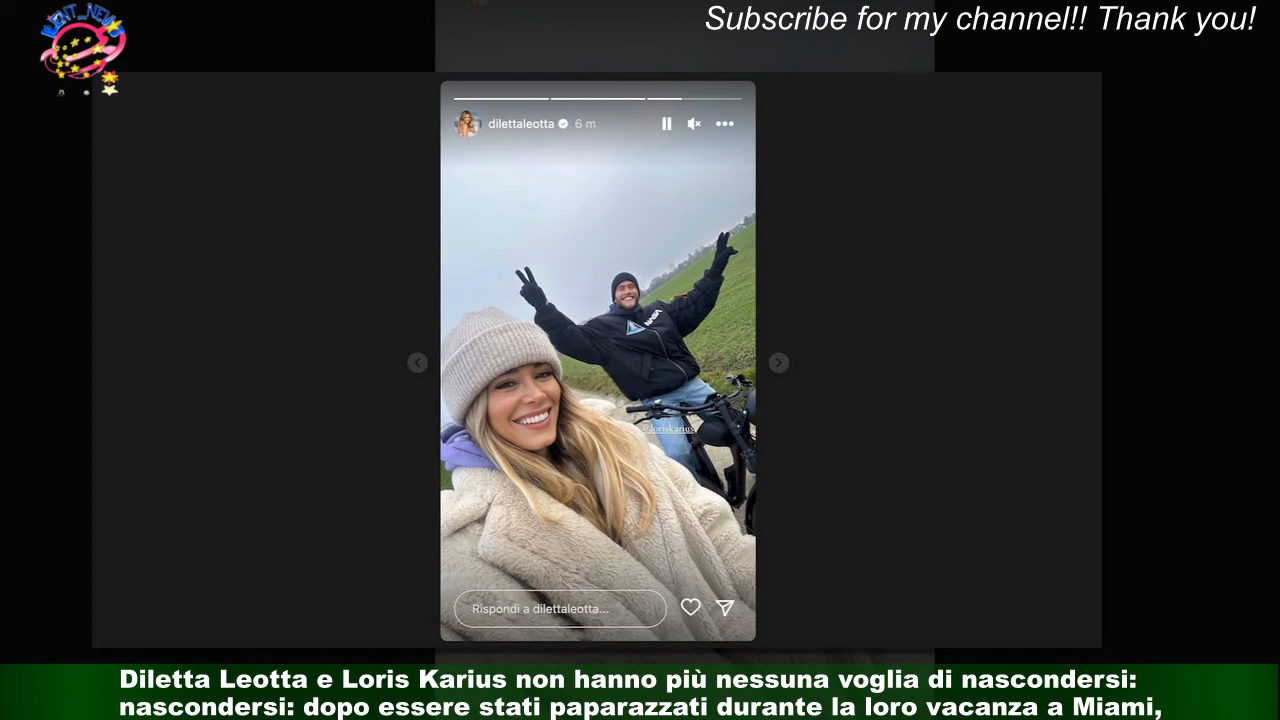 Subscribe for my channel!! Thank you!
dilettaleotta 6 m
NASA
@loriskarius
Rispondi a dilettaleotta...
Diletta Leotta e Loris Karius non hanno più nessuna voglia di nascondersi:
nascondersi: dopo essere stati paparazzati durante la loro vacanza a Miami,